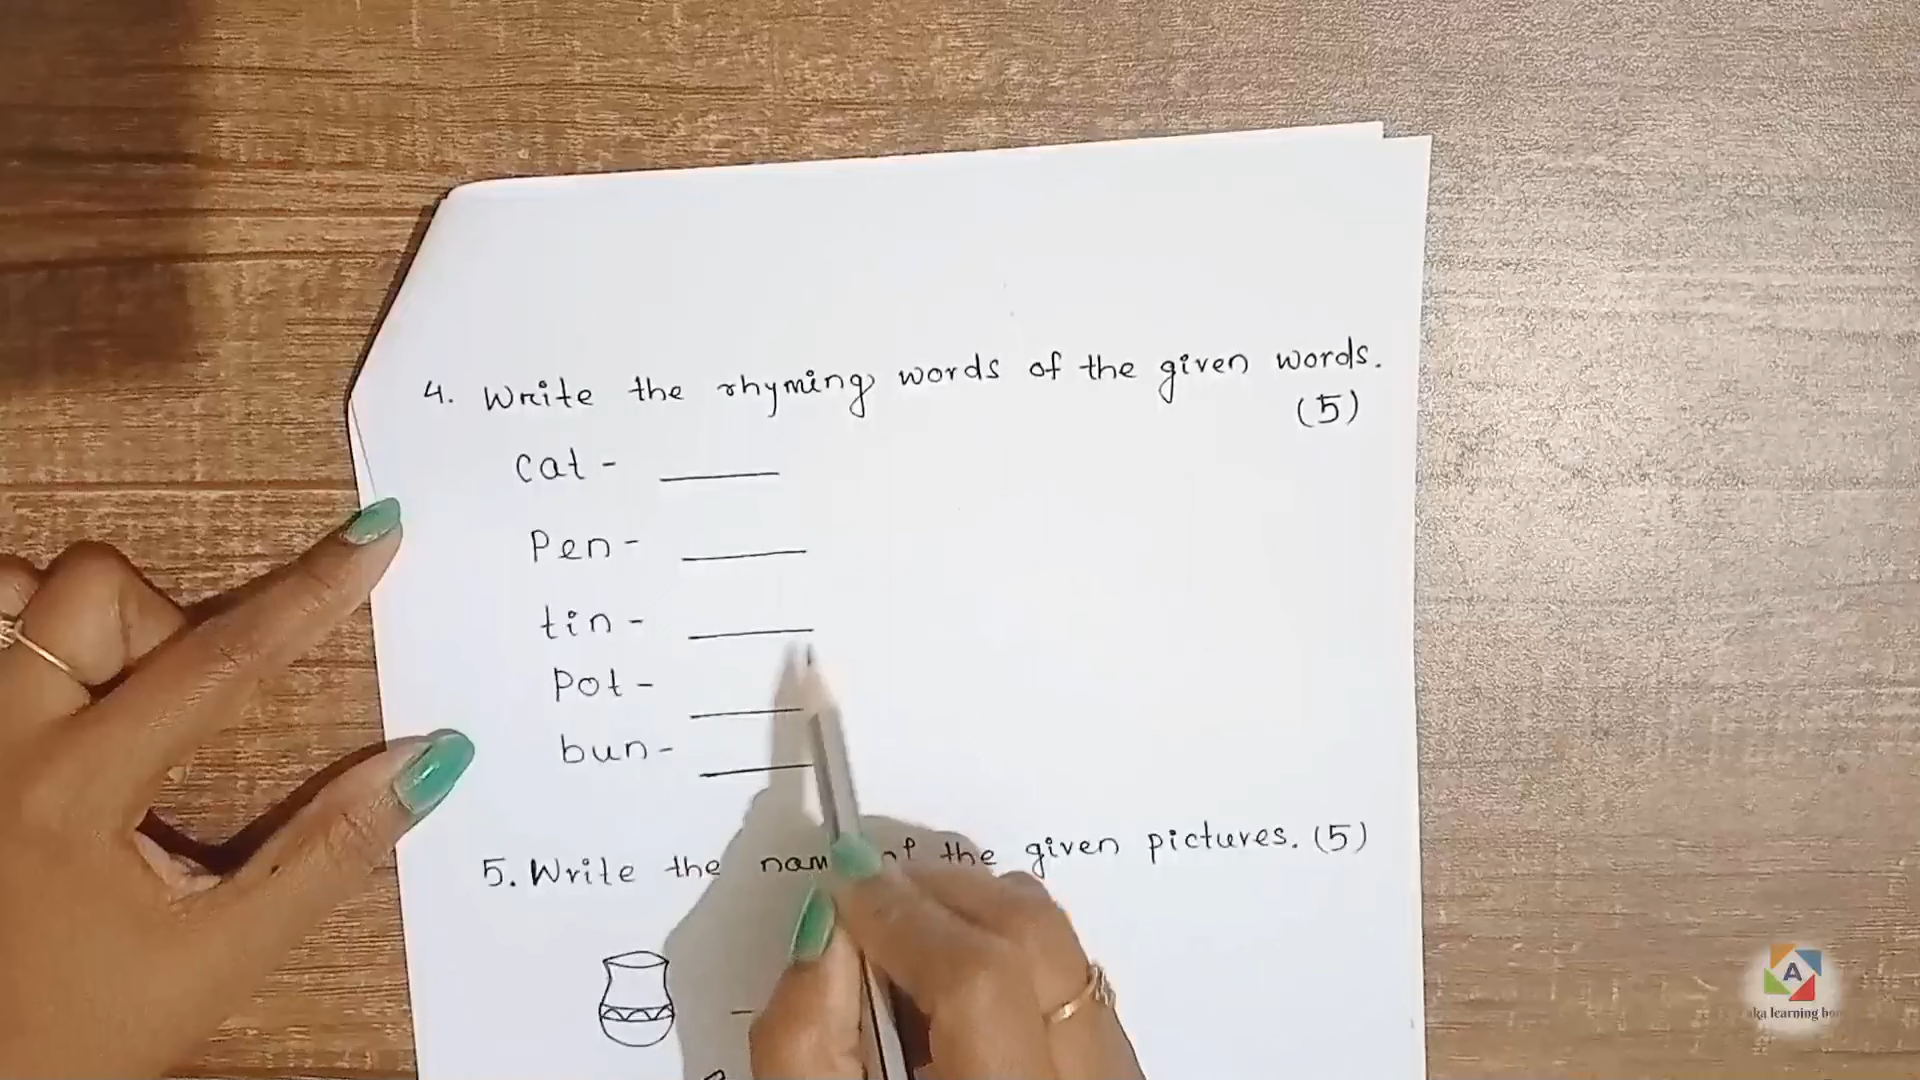 4. Write the rhyming words of the given words.
(5)
cat -
Pen -
tin -
Pot -
bun -
5. Write the the given pictures. (5)
A
learning